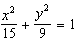 x²/15 + y²/9 = 1